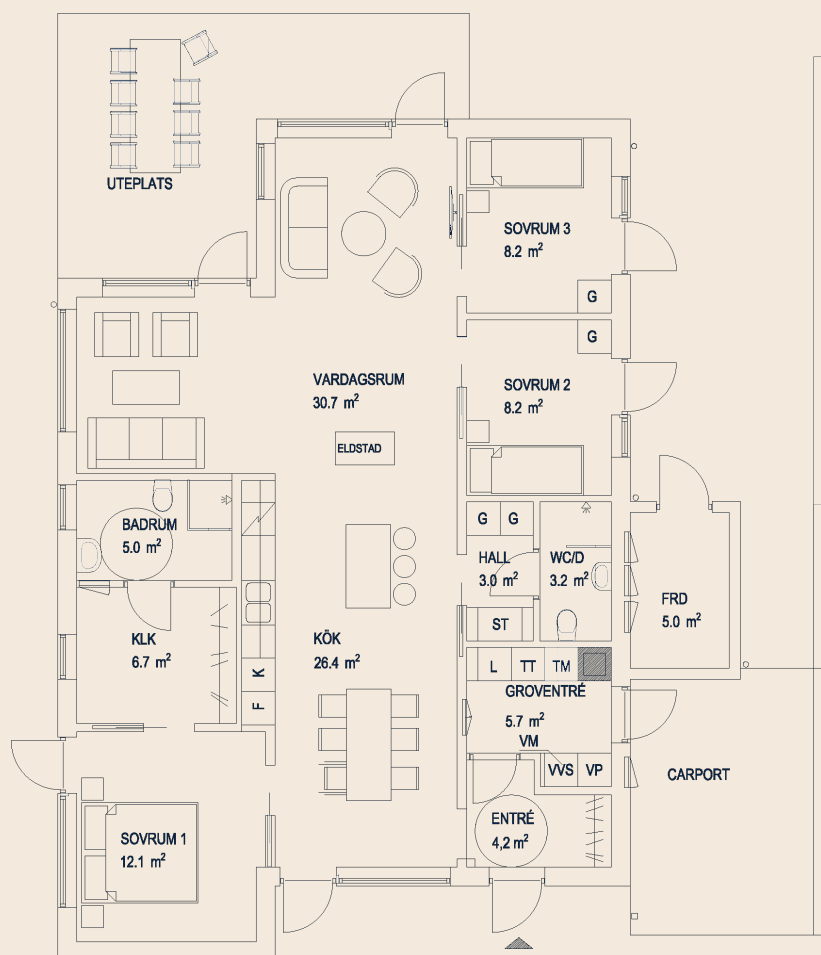 UTEPLATS
SOVRUM 3
8.2 m²
G
G
VARDAGSRUM
30.7 m²
SOVRUM 2
8.2 m²
ELDSTAD
BADRUM
5.0 m²
G G
HALL
3.0 m²
WC/D
3.2 m²
FRD
5.0 m²
ST
KLK
6.7 m²
KÖK
26.4 m²
K
F
L TT TM
GROVENTRÉ
5.7 m²
VM
VVS VP
CARPORT
ENTRÉ
4,2 m²
SOVRUM 1
12.1 m²